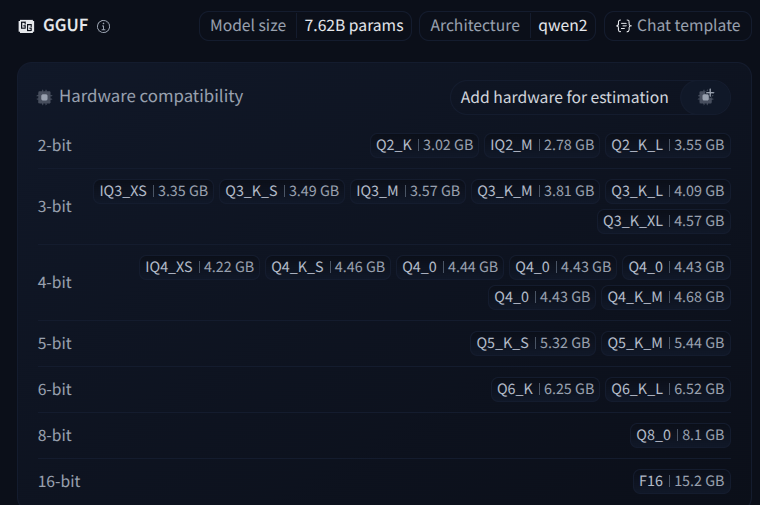 GGUF Model size 7.62B params Architecture qwen2 Chat template
Hardware compatibility Add hardware for estimation
2-bit Q2_K 3.02 GB IQ2_M 2.78 GB Q2_K_L 3.55 GB
3-bit IQ3_XS 3.35 GB Q3_K_S 3.49 GB IQ3_M 3.57 GB Q3_K_M 3.81 GB Q3_K_L 4.09 GB
Q3_K_XL 4.57 GB
4-bit IQ4_XS 4.22 GB Q4_K_S 4.46 GB Q4_0 4.44 GB Q4_0 4.43 GB Q4_0 4.43 GB
Q4_0 4.43 GB Q4_K_M 4.68 GB
5-bit Q5_K_S 5.32 GB Q5_K_M 5.44 GB
6-bit Q6_K 6.25 GB Q6_K_L 6.52 GB
8-bit Q8_0 8.1 GB
16-bit F16 15.2 GB